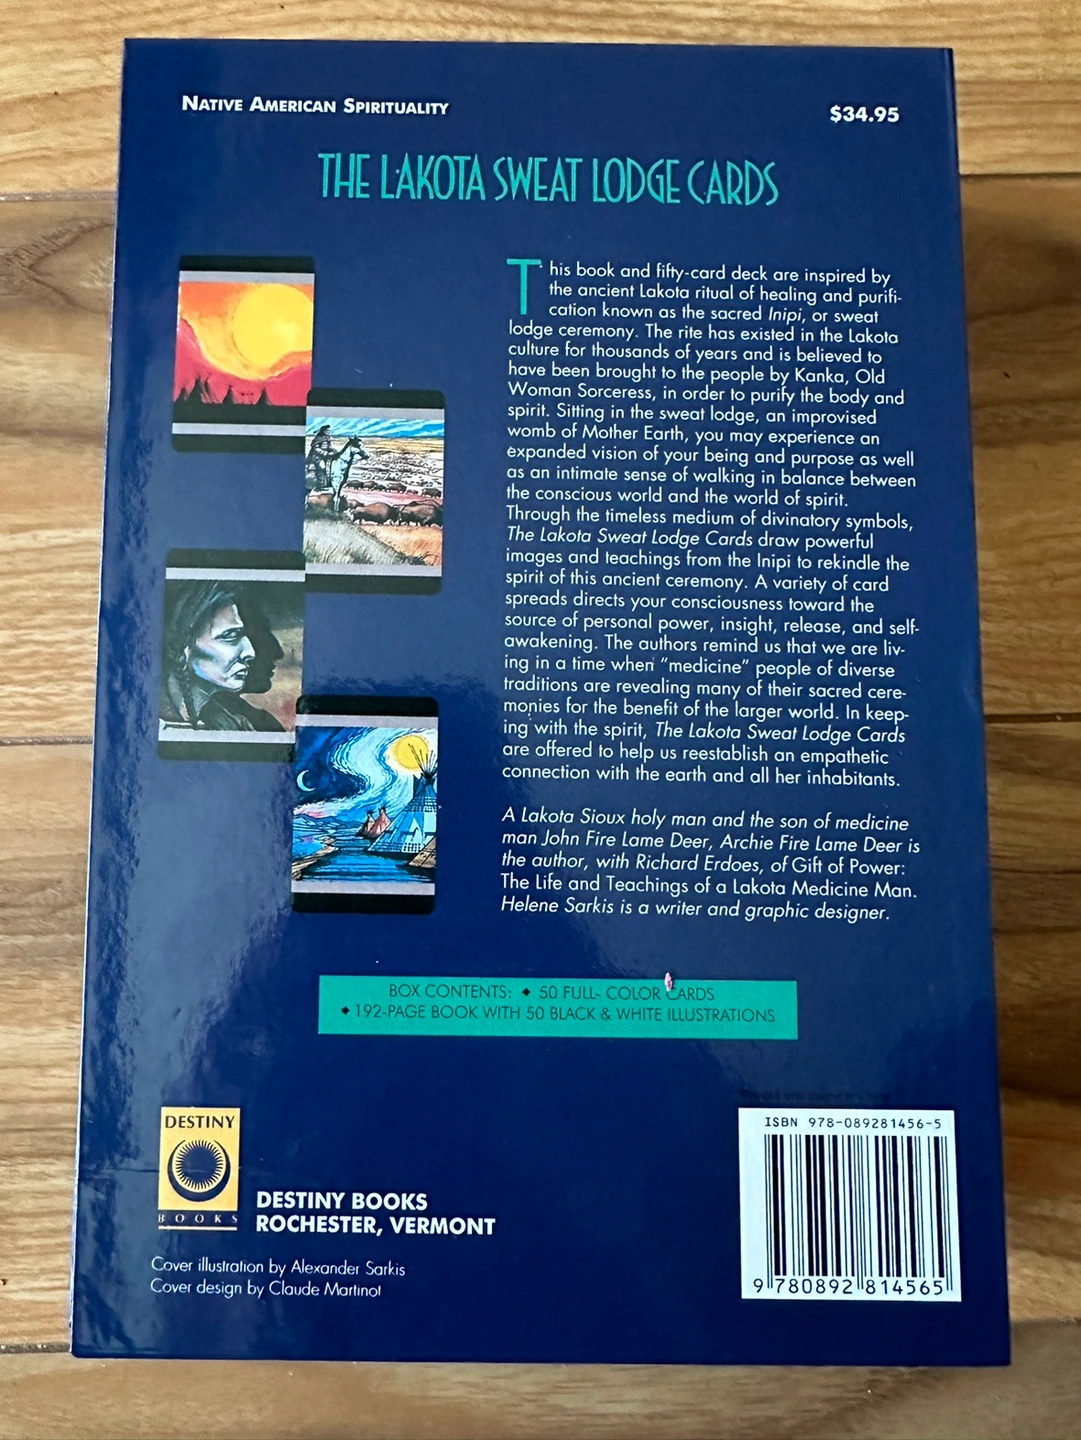 NATIVE AMERICAN SPIRITUALITY
$34.95
THE LAKOTA SWEAT LODGE CARDS
This book and fifty-card deck are inspired by
the ancient Lakota ritual of healing and purifi-
cation known as the sacred Inipi, or sweat
lodge ceremony. The rite has existed in the Lakota
culture for thousands of years and is believed to
have been brought to the people by Kanka, Old
Woman Sorceress, in order to purify the body and
spirit. Sitting in the sweat lodge, an improvised
womb of Mother Earth, you may experience an
expanded vision of your being and purpose as well
as an intimate sense of walking in balance between
the conscious world and the world of spirit.
Through the timeless medium of divinatory symbols,
The Lakota Sweat Lodge Cards draw powerful
images and teachings from the Inipi to rekindle the
spirit of this ancient ceremony. A variety of card
spreads directs your consciousness toward the
source of personal power, insight, release, and self-
awakening. The authors remind us that we are liv-
ing in a time when "medicine" people of diverse
traditions are revealing many of their sacred cere-
monies for the benefit of the larger world. In keep-
ing with the spirit, The Lakota Sweat Lodge Cards
are offered to help us reestablish an empathetic
connection with the earth and all her inhabitants.
A Lakota Sioux holy man and the son of medicine
man John Fire Lame Deer, Archie Fire Lame Deer is
the author, with Richard Erdoes, of Gift of Power:
The Life and Teachings of a Lakota Medicine Man.
Helene Sarkis is a writer and graphic designer.
BOX CONTENTS: ◆ 50 FULL- COLOR CARDS
◆ 192-PAGE BOOK WITH 50 BLACK & WHITE ILLUSTRATIONS
DESTINY
BOOKS
DESTINY BOOKS
ROCHESTER, VERMONT
Cover illustration by Alexander Sarkis
Cover design by Claude Martinot
ISBN 978-089281456-5
9 780892 814565